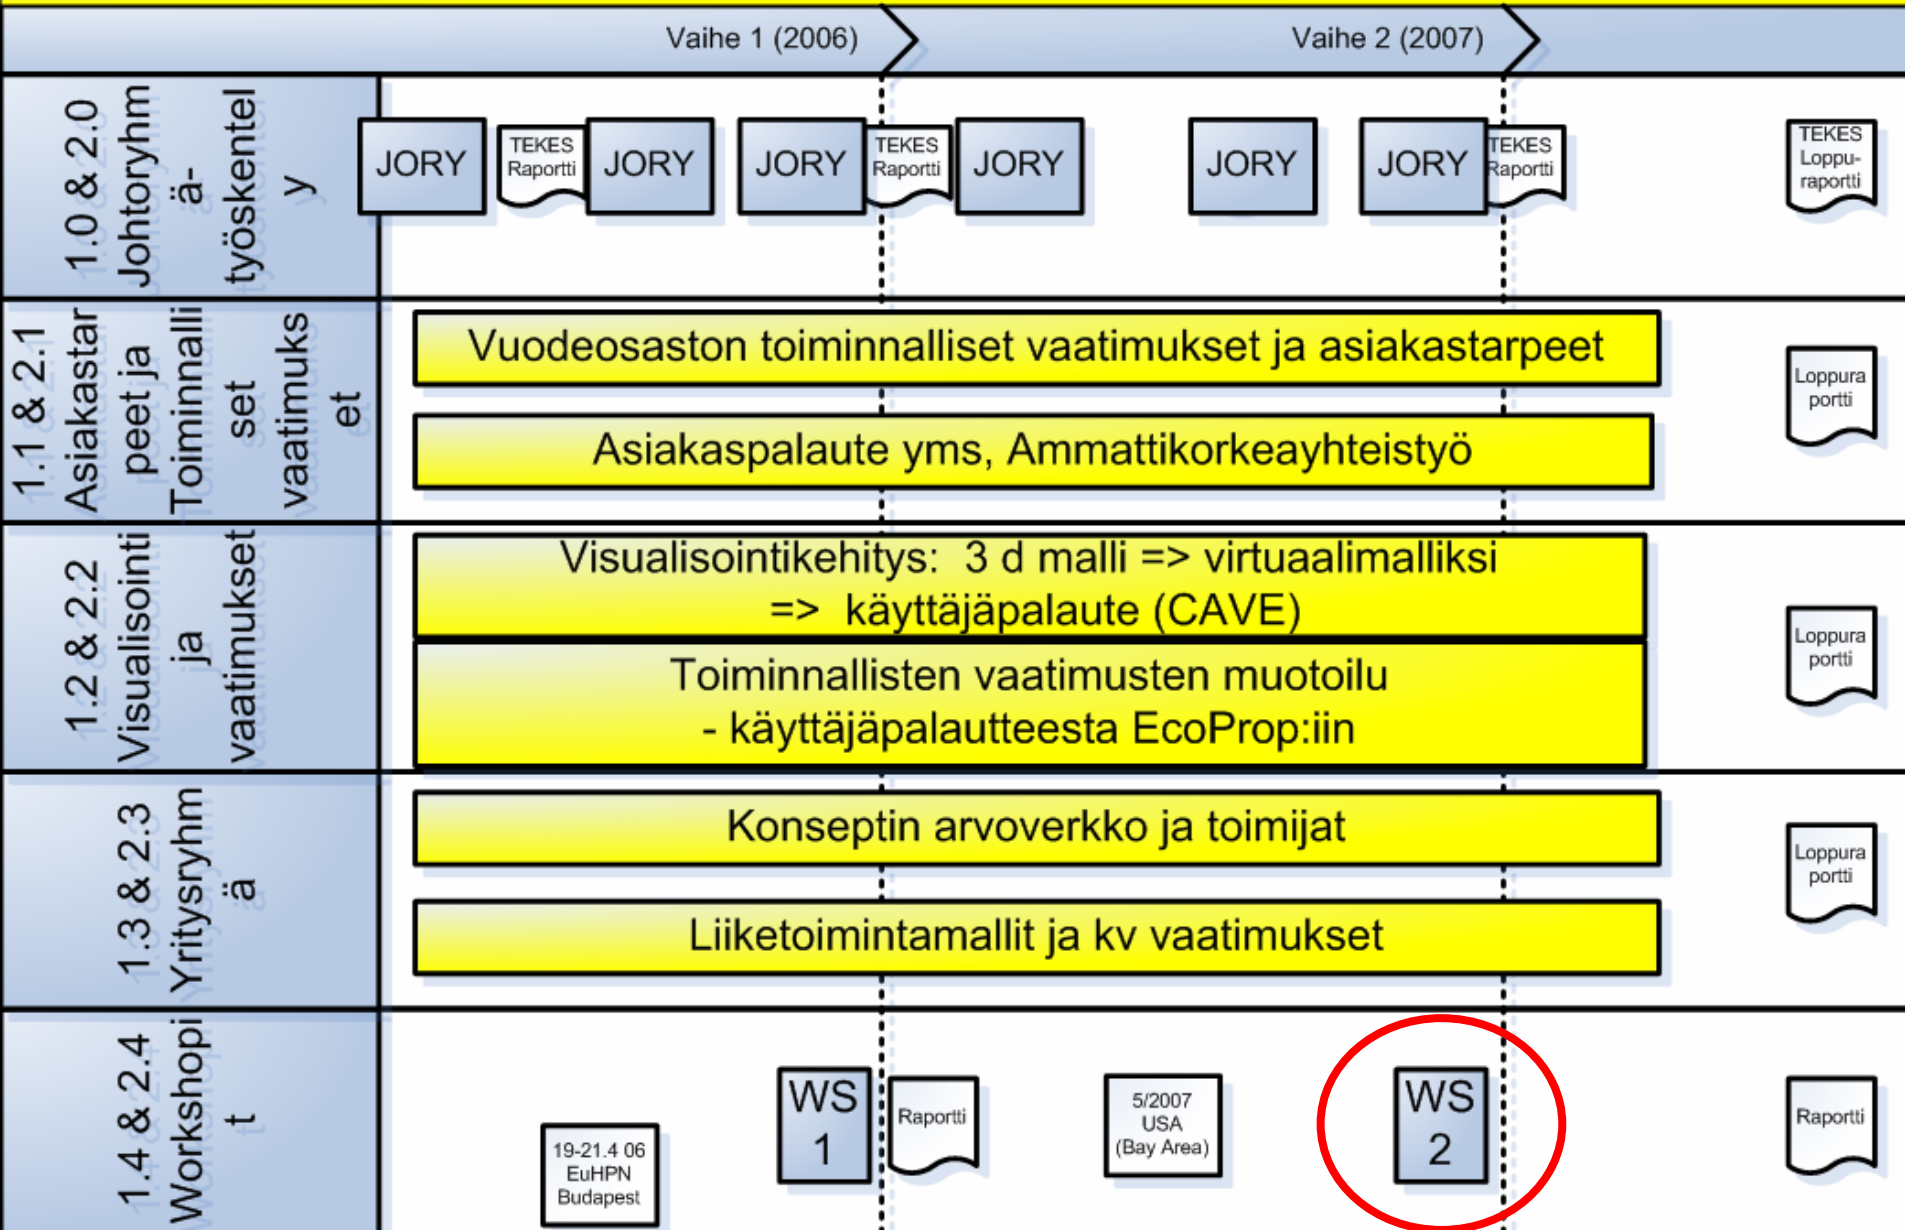 Vaihe 1 (2006)
Vaihe 2 (2007)
1.0 & 2.0
Johtoryhm
ä-
työskentel
y
JORY
TEKES
Raportti
JORY
JORY
TEKES
Raportti
JORY
JORY
JORY
TEKES
Raportti
TEKES
Loppu-
raportti
1.1 & 2.1
Asiakastar
peet ja
Toiminnalli
set
vaatimuks
et
Vuodeosaston toiminnalliset vaatimukset ja asiakastarpeet
Asiakaspalaute yms, Ammattikorkeayhteistyö
Loppura
portti
1.2 & 2.2
Visualisointi
ja
vaatimukset
Visualisointikehitys: 3 d malli => virtuaalimalliksi
=> käyttäjäpalaute (CAVE)
Toiminnallisten vaatimusten muotoilu
- käyttäjäpalautteesta EcoProp:iin
Loppura
portti
1.3 & 2.3
Yritysryhm
ä
Konseptin arvoverkko ja toimijat
Liiketoimintamallit ja kv vaatimukset
Loppura
portti
1.4 & 2.4
Workshopi
t
19-21.4 06
EuHPN
Budapest
WS
1
Raportti
5/2007
USA
(Bay Area)
WS
2
Raportti